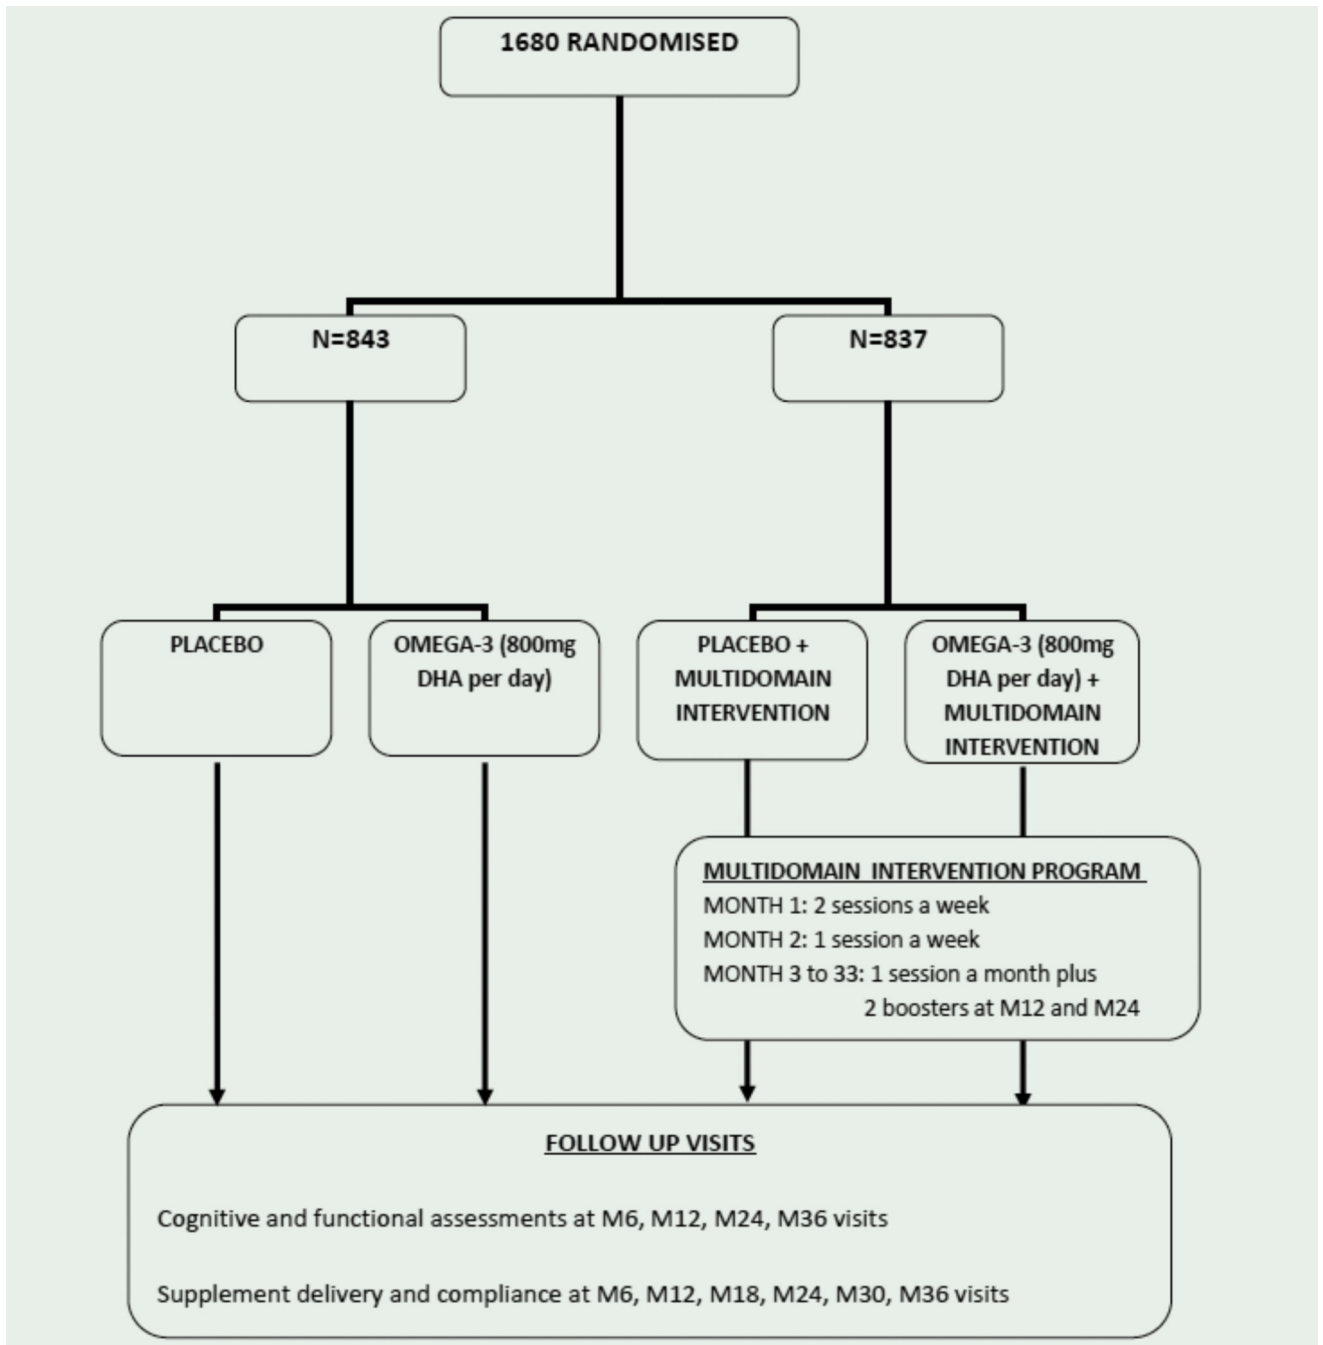 1680 RANDOMISED
N=843
N=837
PLACEBO
OMEGA-3 (800mg
DHA per day)
PLACEBO +
MULTIDOMAIN
INTERVENTION
OMEGA-3 (800mg
DHA per day) +
MULTIDOMAIN
INTERVENTION
MULTIDOMAIN INTERVENTION PROGRAM
MONTH 1: 2 sessions a week
MONTH 2: 1 session a week
MONTH 3 to 33: 1 session a month plus
2 boosters at M12 and M24
FOLLOW UP VISITS
Cognitive and functional assessments at M6, M12, M24, M36 visits
Supplement delivery and compliance at M6, M12, M18, M24, M30, M36 visits